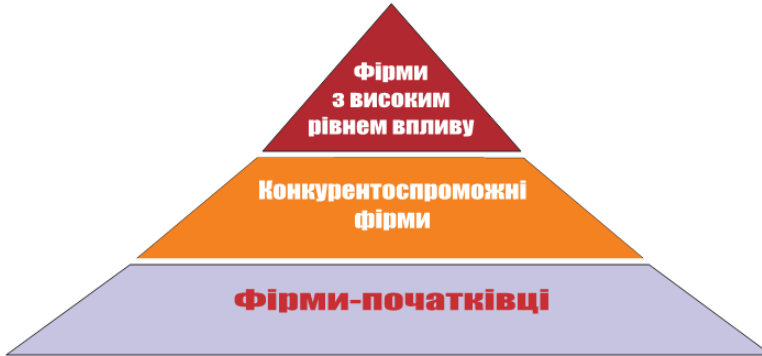 Фірми
з високим
рівнем впливу
Конкурентоспроможні
фірми
Фірми-початківці